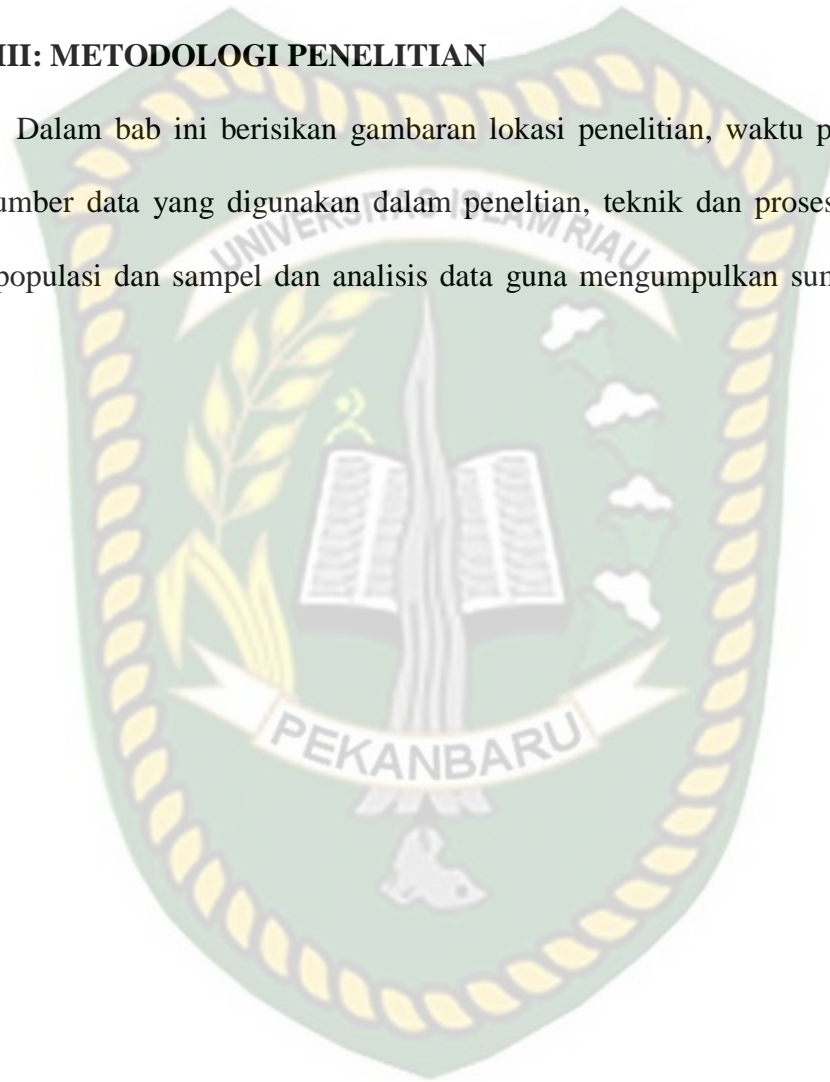 III: METODOLOGI PENELITIAN
Dalam bab ini berisikan gambaran lokasi penelitian, waktu p
umber data yang digunakan dalam peneltian, teknik dan proses
populasi dan sampel dan analisis data guna mengumpulkan sum
UNIVERSITAS ISLAM RIAU
PEKANBARU